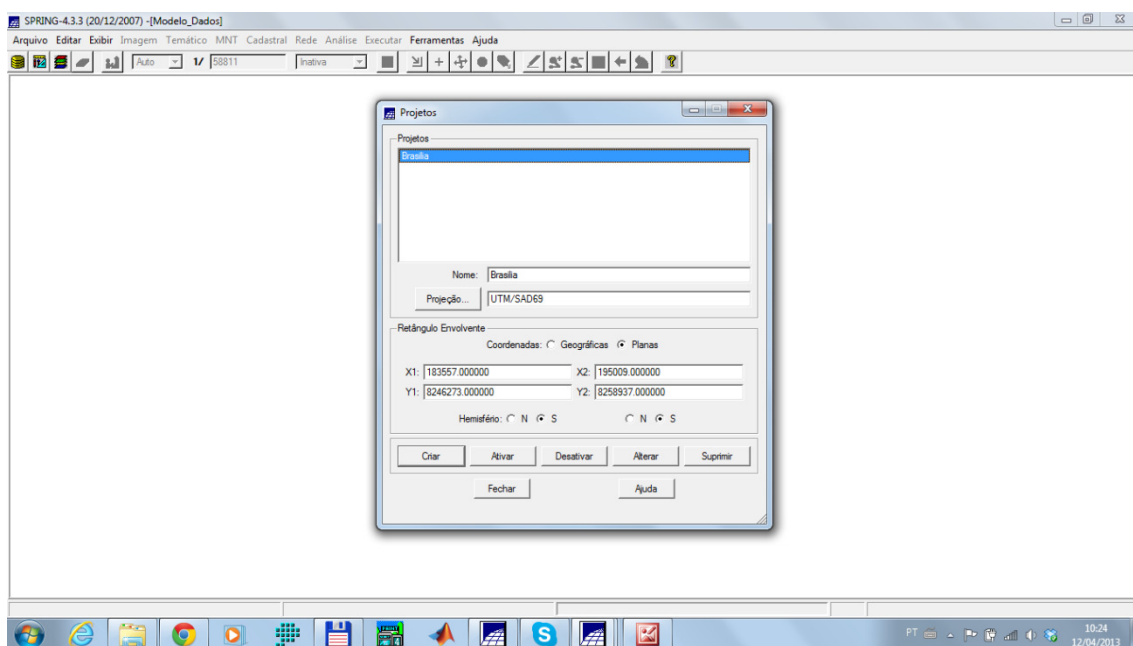 SPRING-4.3.3 (20/12/2007) -[Modelo_Dados]
Arquivo Editar Exibir Imagem Temático MNT Cadastral Rede Análise Executar Ferramentas Ajuda
Auto 1/ 58811 Inativa
Projetos
Projetos
Brasilia
Nome: Brasilia
Projeção... UTM/SAD69
Retângulo Envolvente
Coordenadas: Geográficas Planas
X1: 183557.000000 X2: 195009.000000
Y1: 8246273.000000 Y2: 8258937.000000
Hemisfério: N S N S
Criar Ativar Desativar Alterar Suprimir
Fechar Ajuda
PT 10:24
12/04/2013